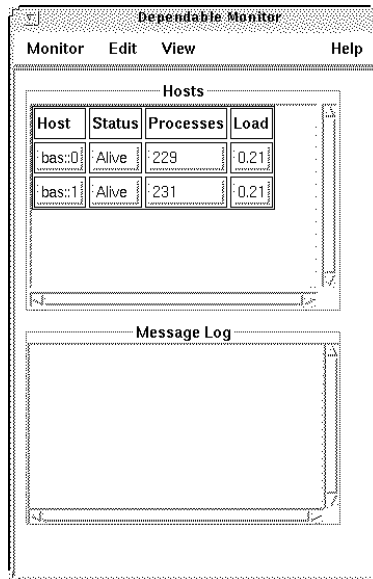 Dependable Monitor
Monitor Edit View Help
Hosts
Host Status Processes Load
bas::0 Alive 229 0.21
bas::1 Alive 231 0.21
Message Log